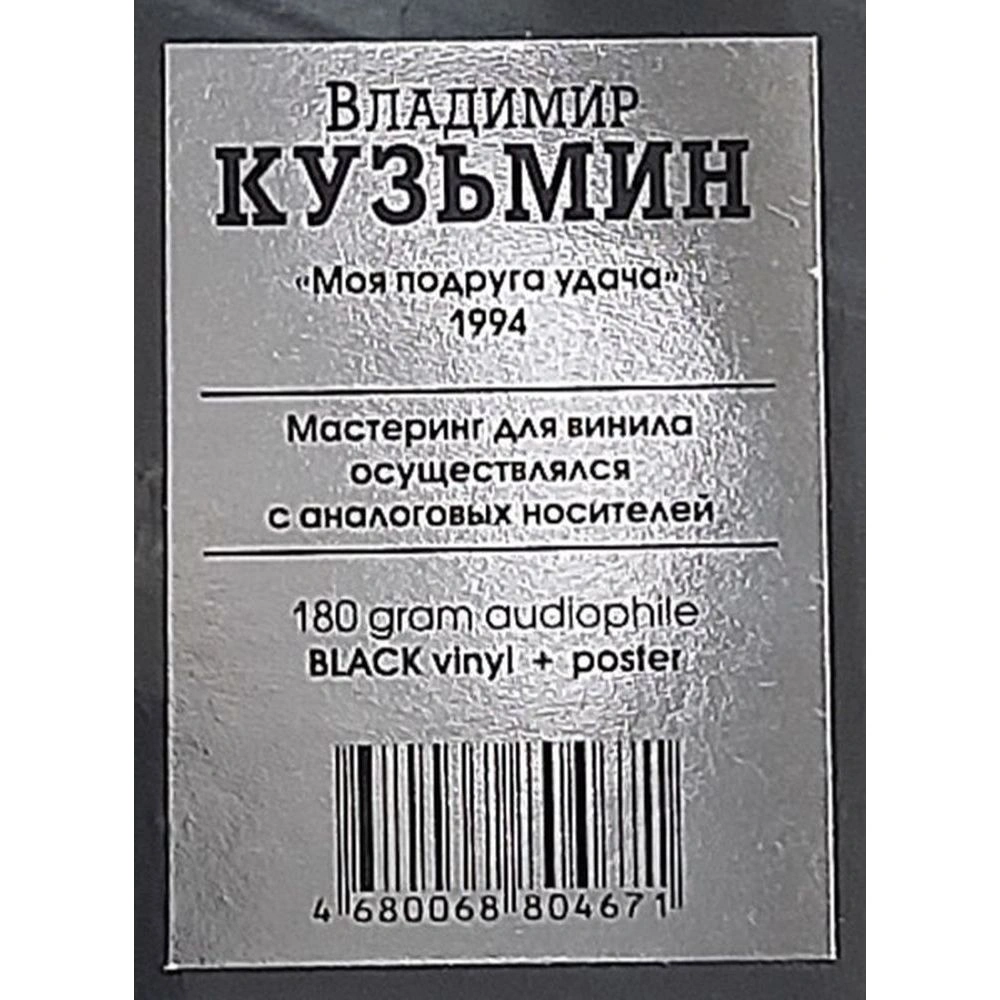 Владимир
КУЗЬМИН
«Моя подруга удача»
1994
Мастеринг для винила
осуществлялся
с аналоговых носителей
180 gram audiophile
BLACK vinyl + poster
4 680068 804671